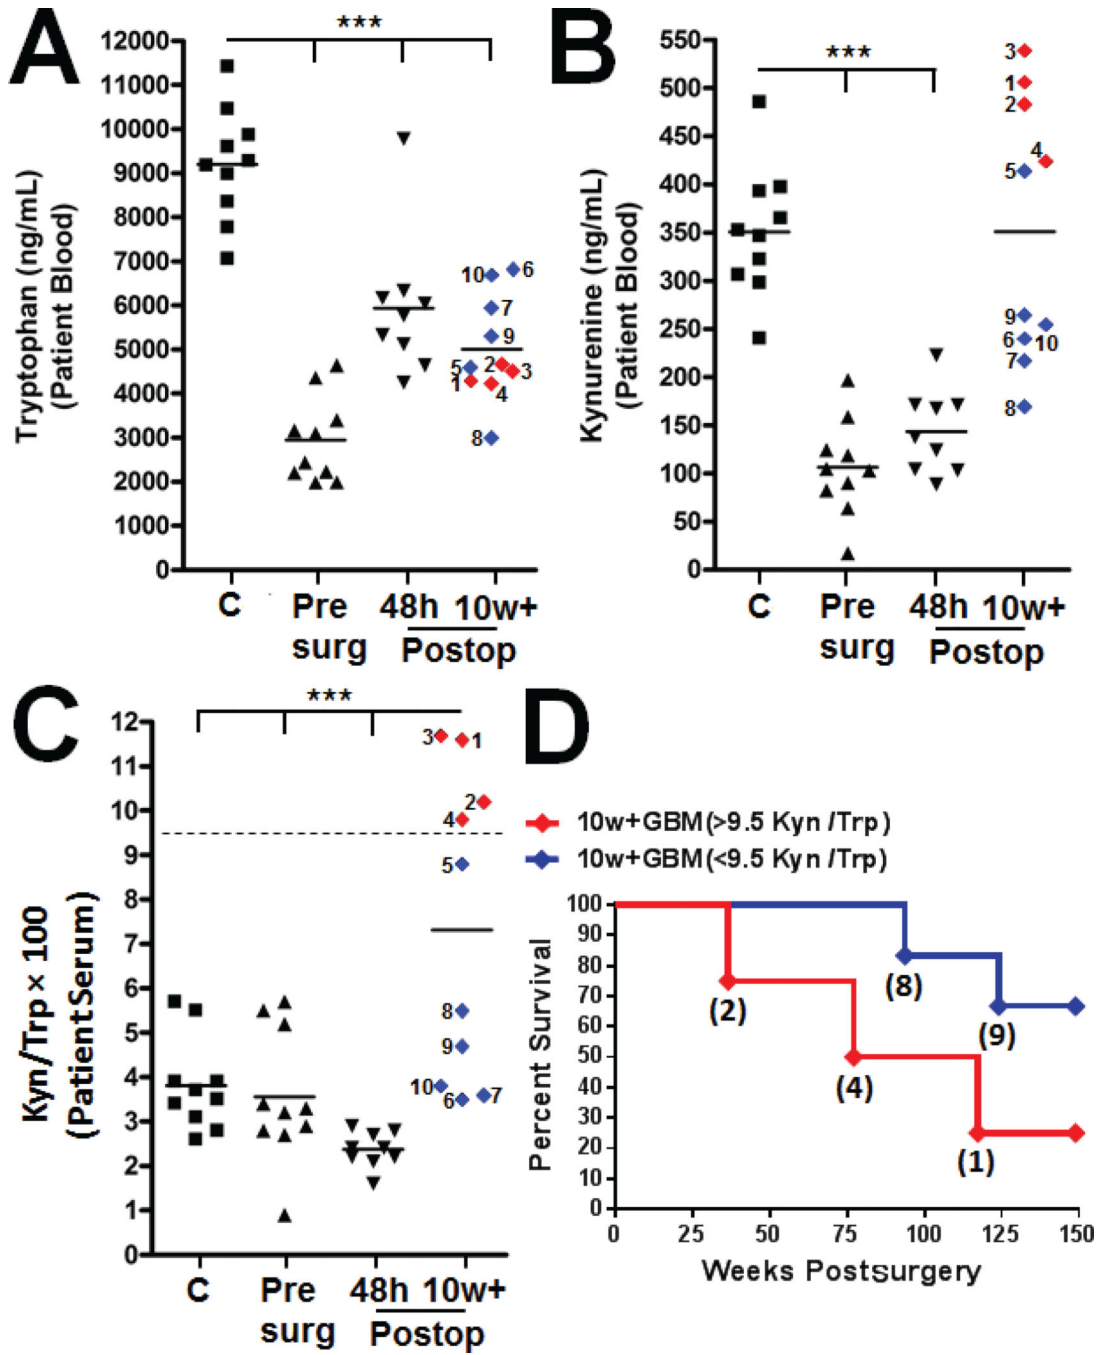 A
***
Tryptophan (ng/mL)
(Patient Blood)
12000
11000
10000
9000
8000
7000
6000
5000
4000
3000
2000
1000
0
10
6
7
9
5
2
3
1
4
8
C
Pre
surg
48h
10w+
Postop
B
***
Kynurenine (ng/mL)
(Patient Blood)
550
500
450
400
350
300
250
200
150
100
50
0
3
1
2
4
5
9
10
6
7
8
C
Pre
surg
48h
10w+
Postop
C
***
Kyn/Trp × 100
(PatientSerum)
12
11
10
9
8
7
6
5
4
3
2
1
0
3
1
2
4
5
8
9
10
6
7
C
Pre
surg
48h
10w+
Postop
D
10w+GBM(>9.5 Kyn /Trp)
10w+GBM(<9.5 Kyn /Trp)
Percent Survival
100
90
80
70
60
50
40
30
20
10
0
(2)
(4)
(1)
(8)
(9)
0
25
50
75
100
125
150
Weeks Postsurgery